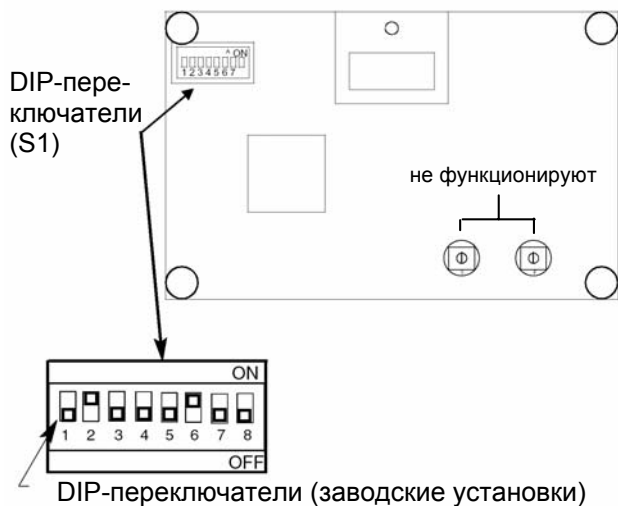 ^ ON
1234567
DIP-пере-
ключатели
(S1)
не функционируют
ON
1 2 3 4 5 6 7 8
OFF
DIP-переключатели (заводские установки)